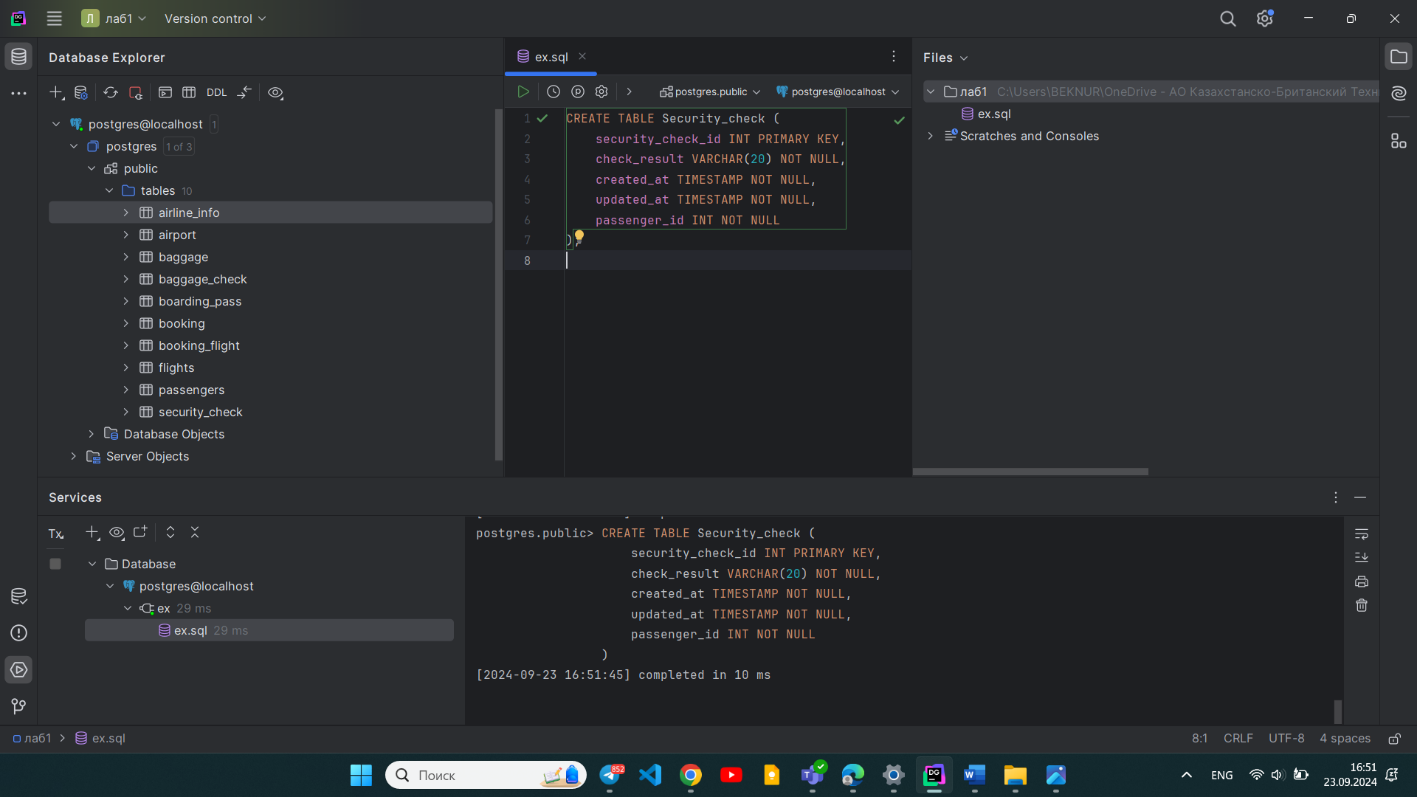 Л лаб1 Version control
Database Explorer
DDL
postgres@localhost 1
postgres 1 of 3
public
tables 10
airline_info
airport
baggage
baggage_check
boarding_pass
booking
booking_flight
flights
passengers
security_check
Database Objects
Server Objects
ex.sql
postgres.public postgres@localhost
1 CREATE TABLE Security_check (
2 security_check_id INT PRIMARY KEY,
3 check_result VARCHAR(20) NOT NULL,
4 created_at TIMESTAMP NOT NULL,
5 updated_at TIMESTAMP NOT NULL,
6 passenger_id INT NOT NULL
7 )
8
Files
лаб1 C:\Users\BEKNUR\OneDrive - АО Казахстанско-Британский Техн
ex.sql
Scratches and Consoles
Services
Tx
Database
postgres@localhost
ex 29 ms
ex.sql 29 ms
postgres.public> CREATE TABLE Security_check (
security_check_id INT PRIMARY KEY,
check_result VARCHAR(20) NOT NULL,
created_at TIMESTAMP NOT NULL,
updated_at TIMESTAMP NOT NULL,
passenger_id INT NOT NULL
)
[2024-09-23 16:51:45] completed in 10 ms
лаб1 ex.sql 8:1 CRLF UTF-8 4 spaces
Поиск 852 DG ENG 16:51
23.09.2024